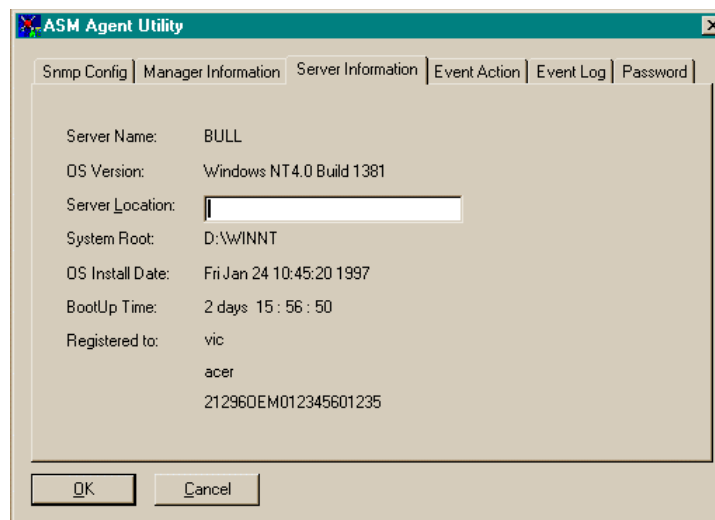 ASM Agent Utility
Snmp Config Manager Information Server Information Event Action Event Log Password
Server Name: BULL
OS Version: Windows NT4.0 Build 1381
Server Location:
System Root: D:\WINNT
OS Install Date: Fri Jan 24 10:45:20 1997
BootUp Time: 2 days 15 : 56 : 50
Registered to: vic
acer
21296OEM012345601235
OK Cancel